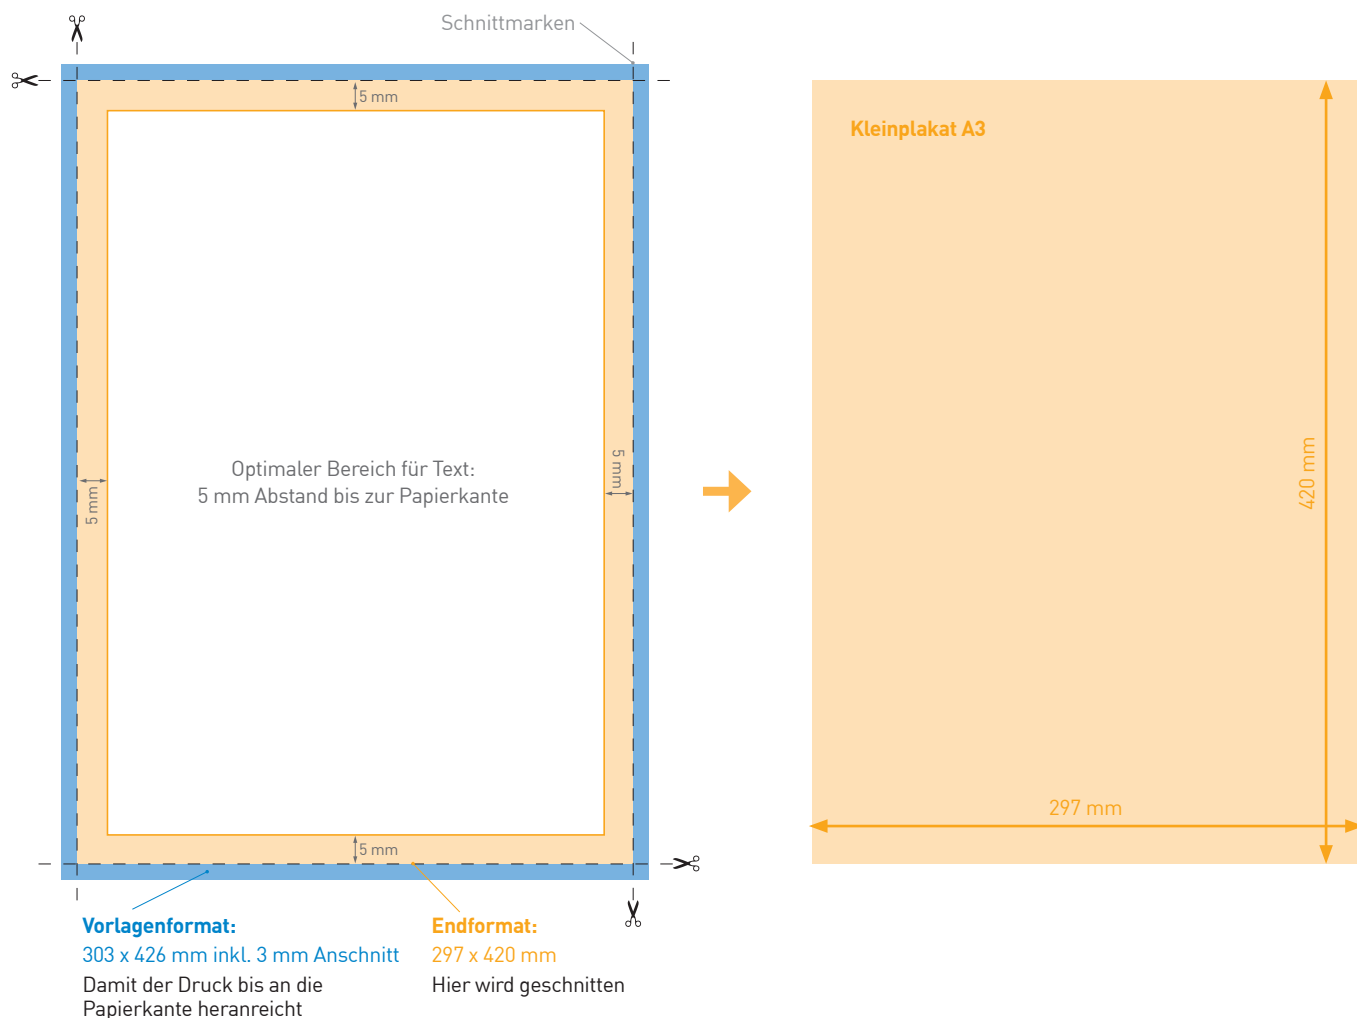 Schnittmarken
5 mm
Kleinplakat A3
Optimaler Bereich für Text:
5 mm Abstand bis zur Papierkante
5 mm
5 mm
420 mm
297 mm
5 mm
Vorlagenformat:
303 x 426 mm inkl. 3 mm Anschnitt
Damit der Druck bis an die
Papierkante heranreicht
Endformat:
297 x 420 mm
Hier wird geschnitten